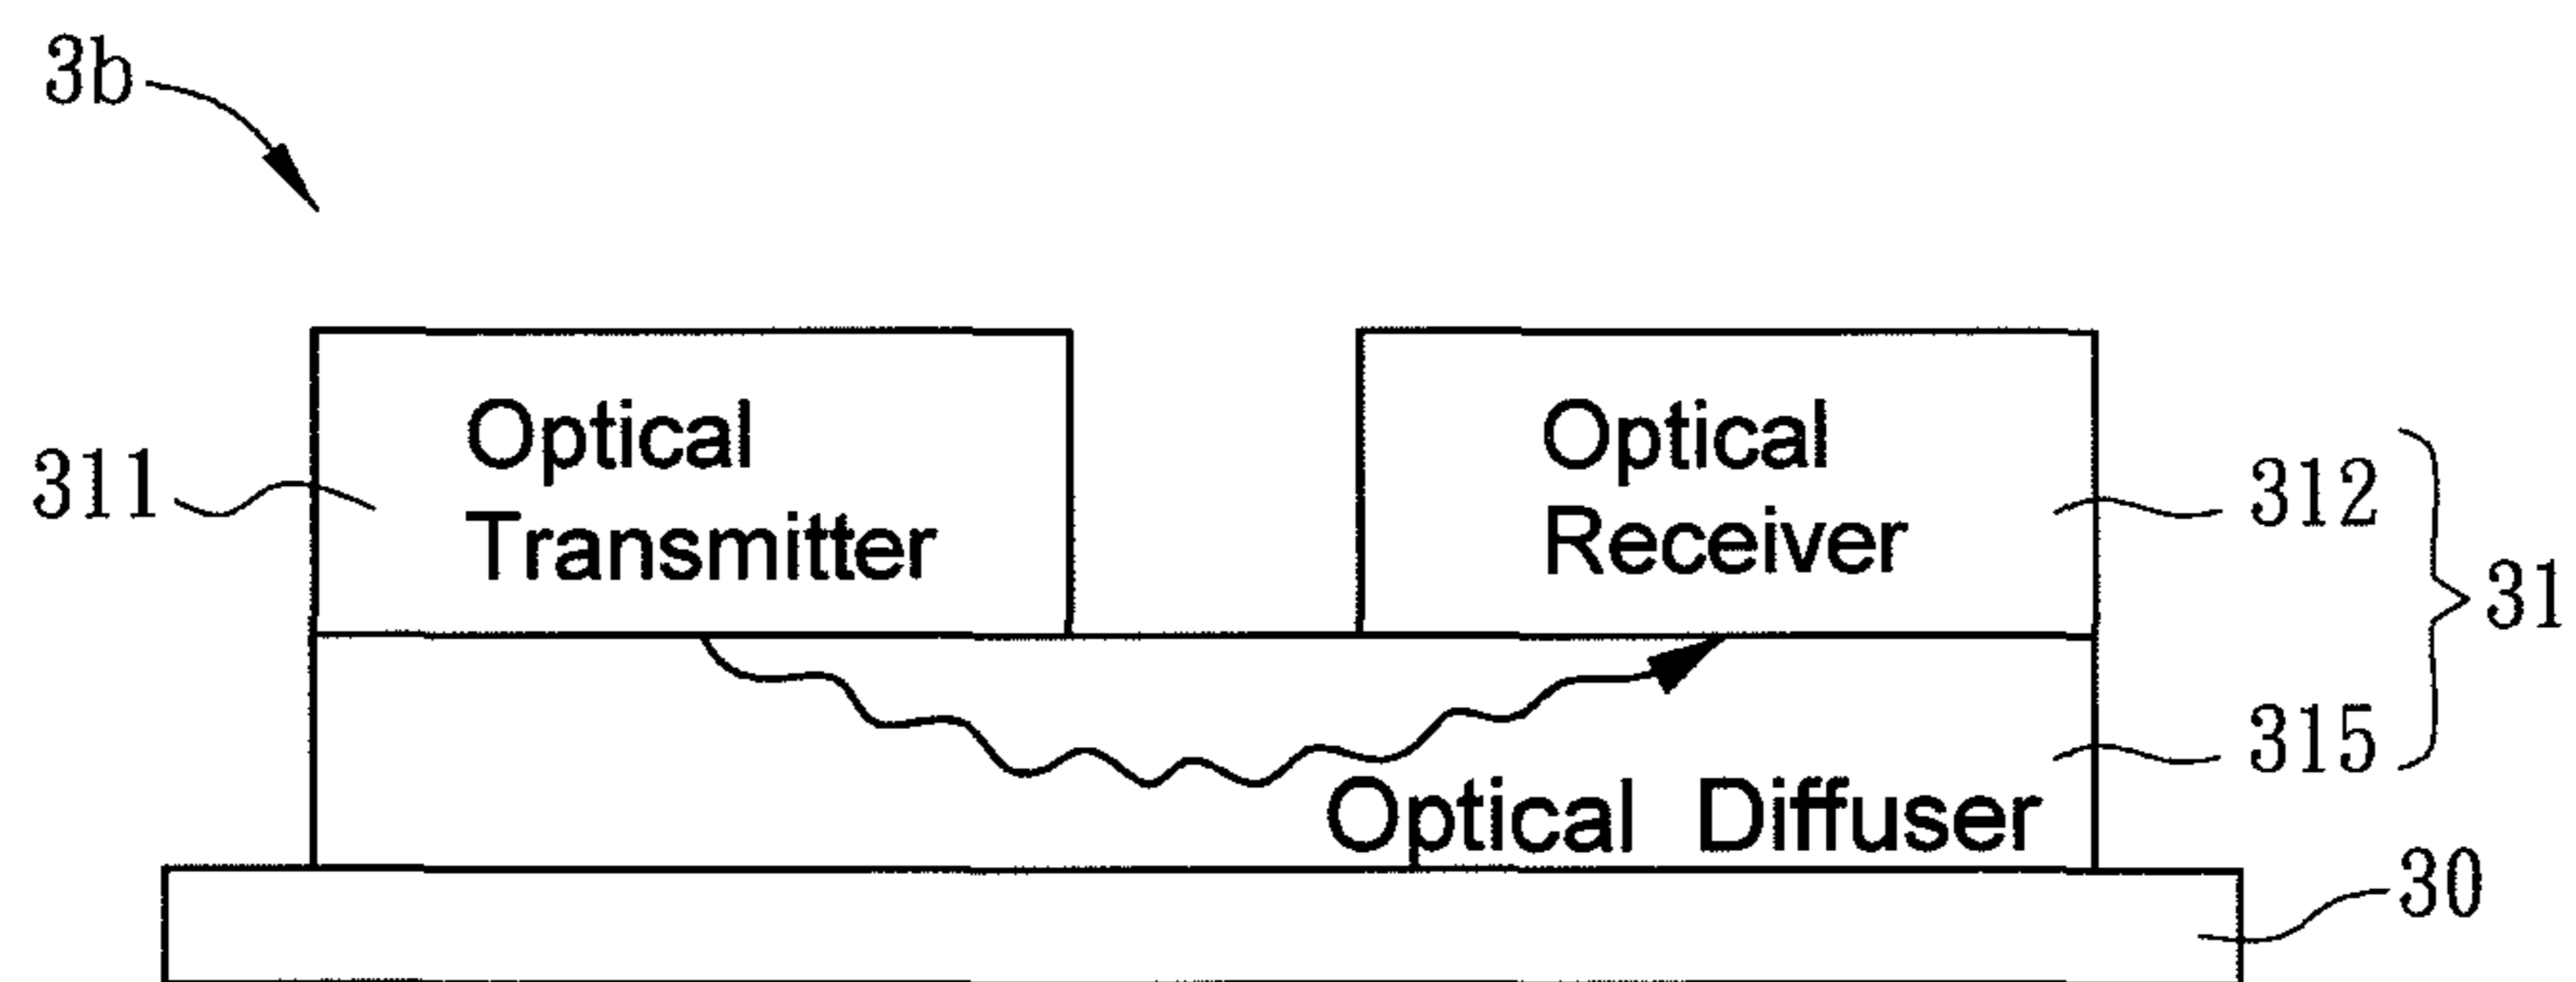 3b
Optical
Transmitter
Optical
Receiver
311
312
31
315
Optical Diffuser
30